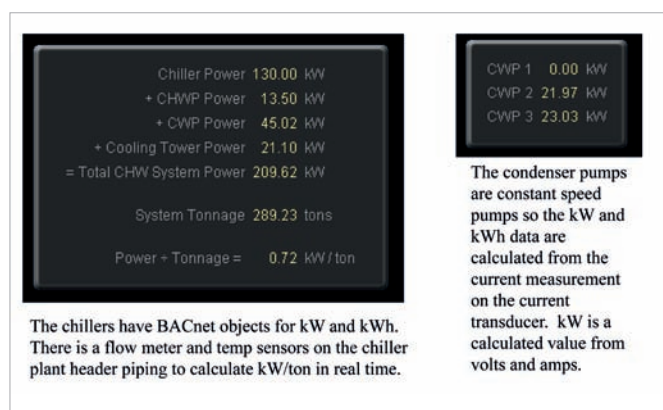 Chiller Power 130.00 kW
+ CHWP Power 13.50 kW
+ CWP Power 45.02 kW
+ Cooling Tower Power 21.10 kW
= Total CHW System Power 209.62 kW
System Tonnage 289.23 tons
Power ÷ Tonnage = 0.72 kW / ton
The chillers have BACnet objects for kW and kWh.
There is a flow meter and temp sensors on the chiller
plant header piping to calculate kW/ton in real time.
CWP 1 0.00 kW
CWP 2 21.97 kW
CWP 3 23.03 kW
The condenser pumps
are constant speed
pumps so the kW and
kWh data are
calculated from the
current measurement
on the current
transducer. kW is a
calculated value from
volts and amps.